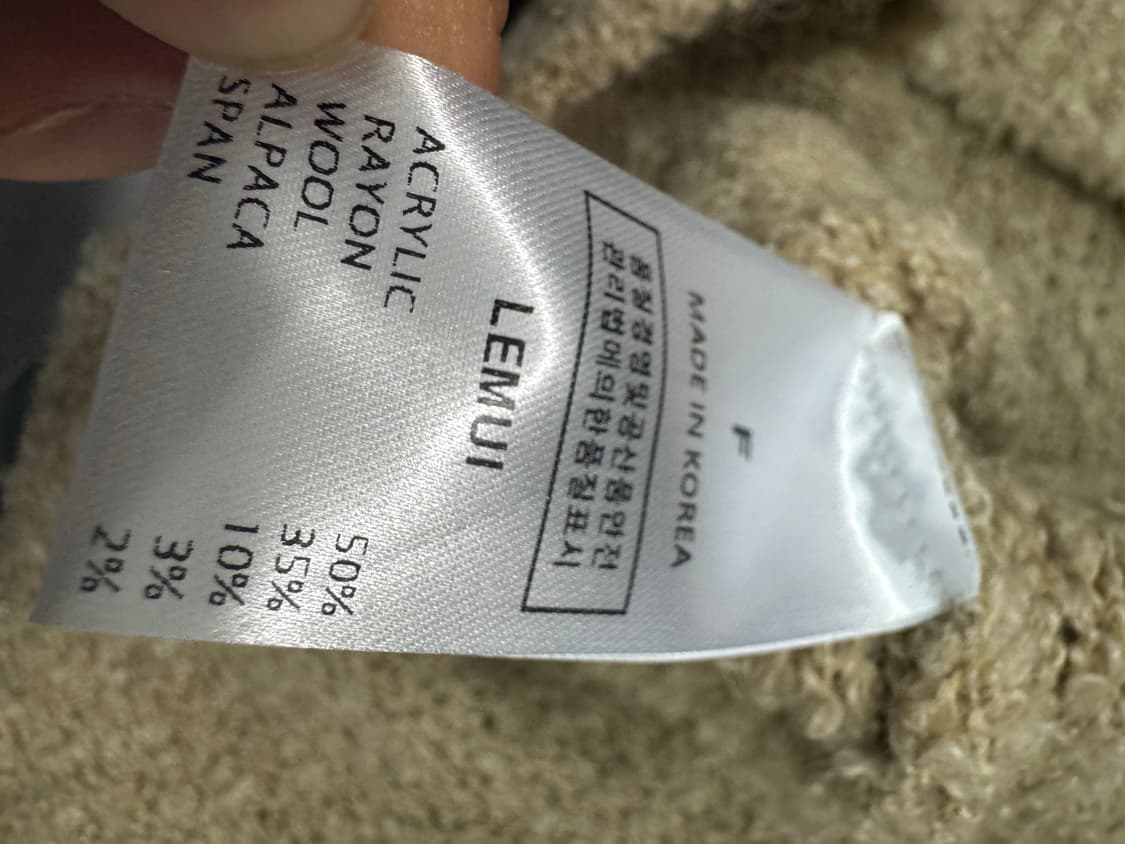 F
MADE IN KOREA
품질경영및공산품안전
관리법에의한품질표시
LEMUI
ACRYLIC 50%
RAYON 35%
WOOL 10%
ALPACA 3%
SPAN 2%